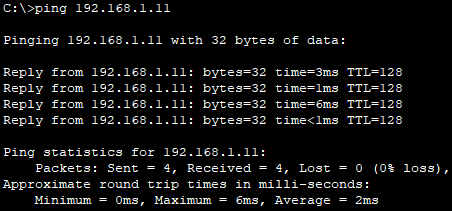 C:\>ping 192.168.1.11
Pinging 192.168.1.11 with 32 bytes of data:
Reply from 192.168.1.11: bytes=32 time=3ms TTL=128
Reply from 192.168.1.11: bytes=32 time=1ms TTL=128
Reply from 192.168.1.11: bytes=32 time=6ms TTL=128
Reply from 192.168.1.11: bytes=32 time<1ms TTL=128
Ping statistics for 192.168.1.11:
    Packets: Sent = 4, Received = 4, Lost = 0 (0% loss),
Approximate round trip times in milli-seconds:
    Minimum = 0ms, Maximum = 6ms, Average = 2ms